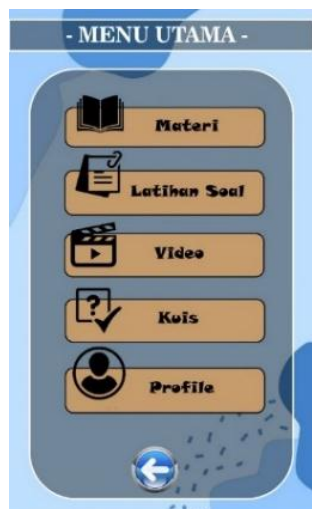 - MENU UTAMA -
Materi
Latihan Soal
Video
Kuis
Profile